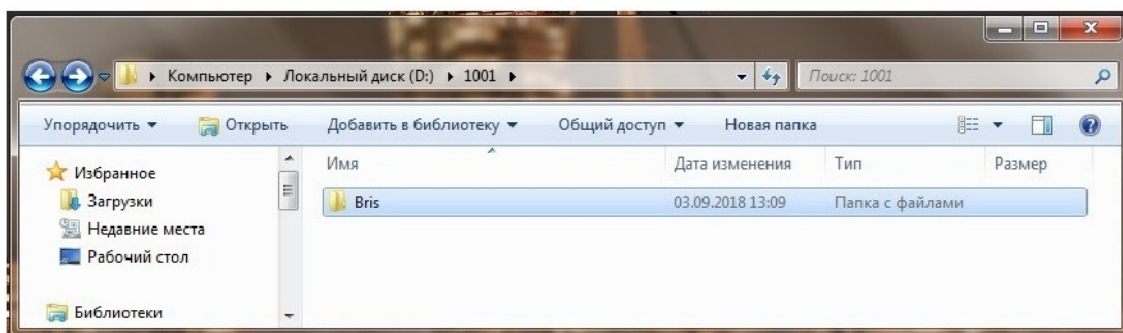 Компьютер ▸ Локальный диск (D:) ▸ 1001 ▸ Поиск: 1001
Упорядочить Открыть Добавить в библиотеку Общий доступ Новая папка
Избранное
Загрузки
Недавние места
Рабочий стол
Библиотеки
Имя Дата изменения Тип Размер
Bris 03.09.2018 13:09 Папка с файлами